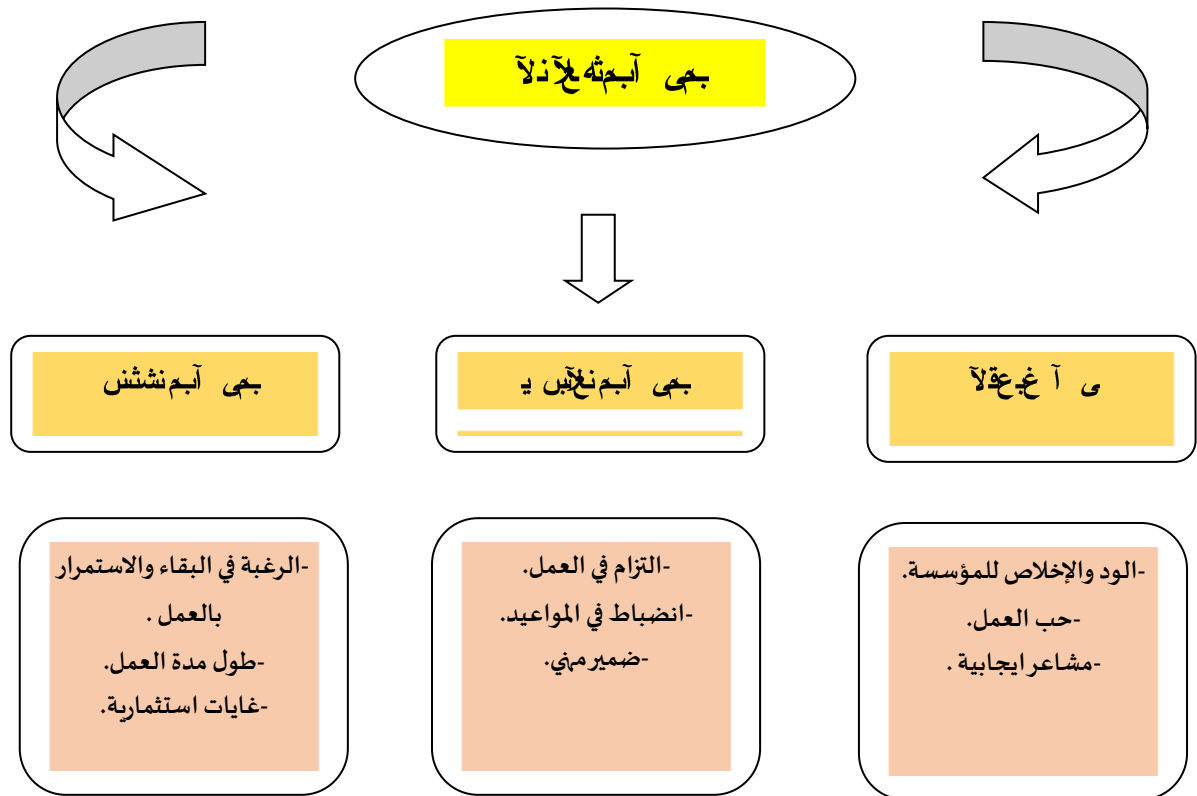 -الود والإخلاص للمؤسسة.
-حب العمل.
-مشاعر ايجابية .
-التزام في العمل.
-انضباط في المواعيد.
-ضمير مهني.
-الرغبة في البقاء والاستمرار
بالعمل .
-طول مدة العمل.
-غايات استثمارية.